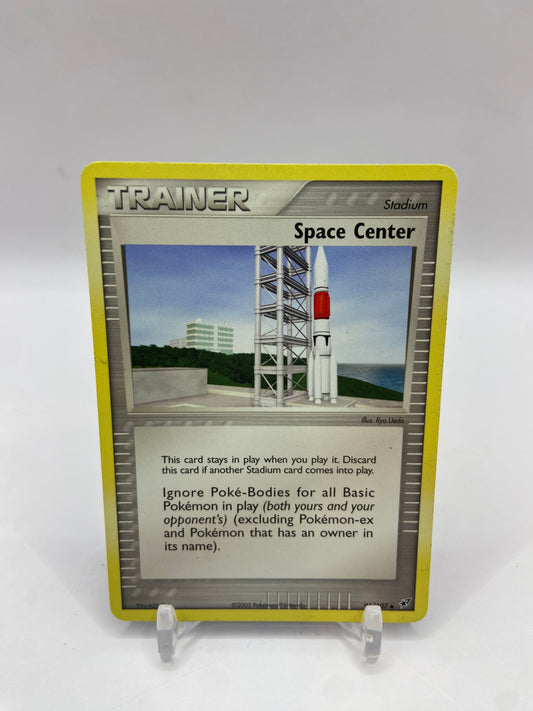 TRAINER
Stadium
Space Center
Illus. Ryo Ueda
This card stays in play when you play it. Discard
this card if another Stadium card comes into play.
Ignore Poké-Bodies for all Basic
Pokémon in play (both yours and your
opponent's) (excluding Pokémon-ex
and Pokémon that has an owner in
its name).
©2005 Pokémon/Nintendo